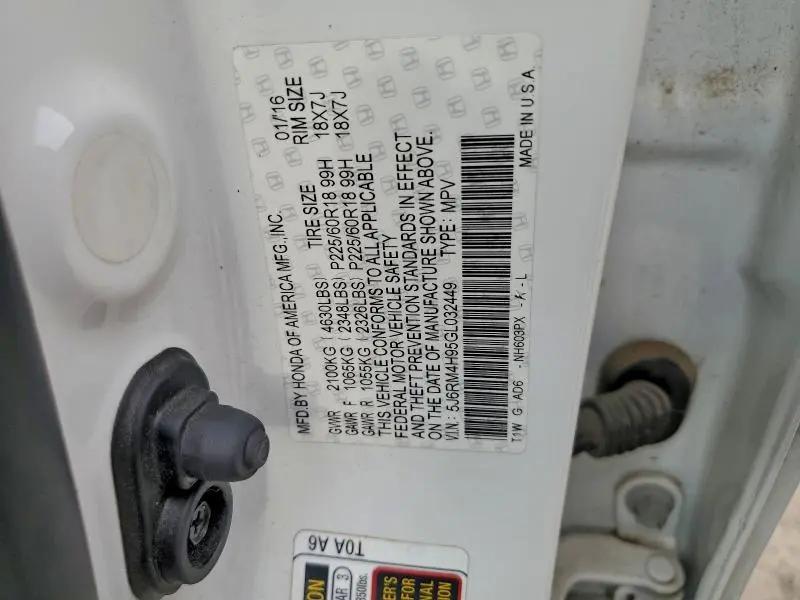 MFD.BY HONDA OF AMERICA MFG.,INC. 01/'16
TIRE SIZE RIM SIZE
GVWR 2100KG ( 4630LBS)
GAWR F 1065KG ( 2348LBS) P225/60R18 99H 18X7J
GAWR R 1055KG ( 2326LBS) P225/60R18 99H 18X7J
THIS VEHICLE CONFORMS TO ALL APPLICABLE
FEDERAL MOTOR VEHICLE SAFETY
AND THEFT PREVENTION STANDARDS IN EFFECT
ON THE DATE OF MANUFACTURE SHOWN ABOVE.
V.I.N.: 5J6RM4H95GL032449 TYPE: MPV
T1W G AD6 -NH603PX -K-L MADE IN U.S.A.
T0A A6